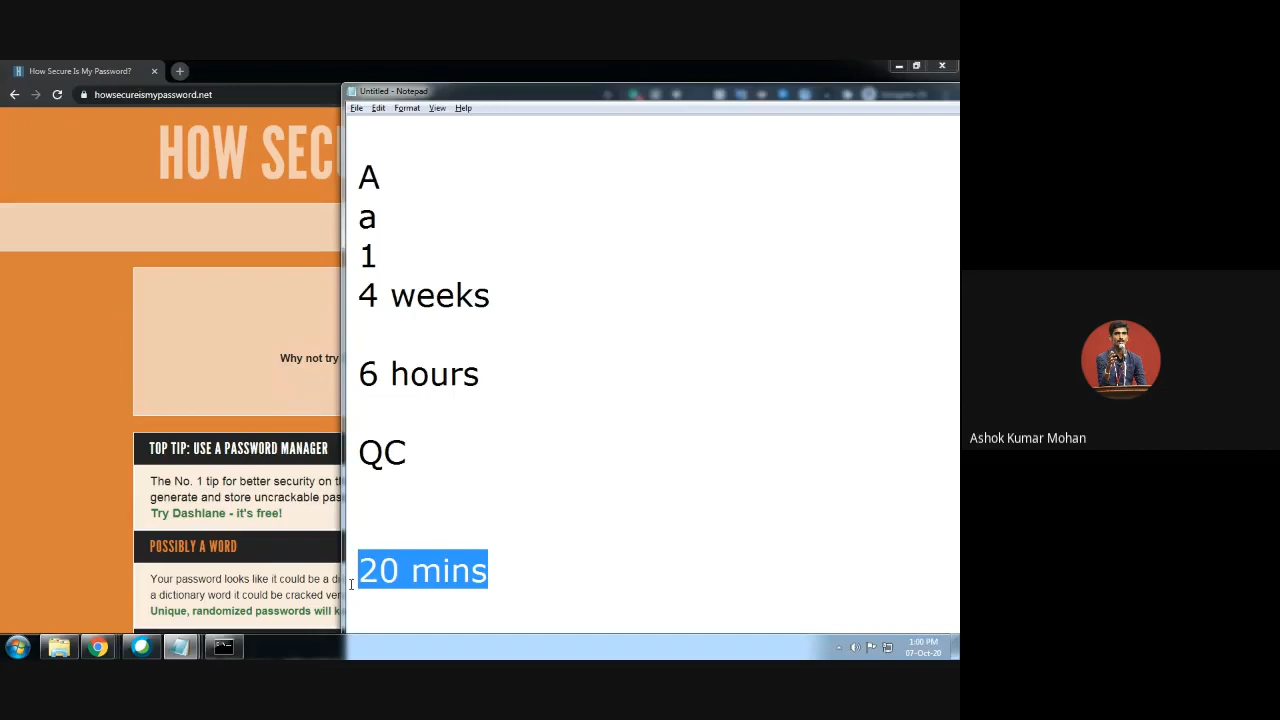 How Secure Is My Password?
howsecureismypassword.net
HOW SECU
Why not try
TOP TIP: USE A PASSWORD MANAGER
The No. 1 tip for better security on th
generate and store uncrackable pas
Try Dashlane - it's free!
POSSIBLY A WORD
Your password looks like it could be a di
a dictionary word it could be cracked ver
Unique, randomized passwords will k
Untitled - Notepad
File Edit Format View Help
A
a
1
4 weeks
6 hours
QC
20 mins
1:00 PM
07-Oct-20
Ashok Kumar Mohan